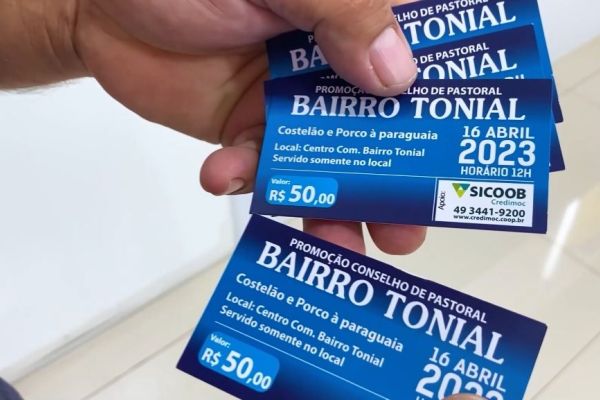 PASTORAL
TONIAL
DE PASTORAL
TONIAL
PROMOÇÃO CONSELHO DE PASTORAL
BAIRRO TONIAL
Costelão e Porco à paraguaia
Local: Centro Com. Bairro Tonial
Servido somente no local
16 ABRIL
2023
HORÁRIO 12H
Valor:
R$ 50,00
Apoio:
SICOOB
Credimoc
49 3441-9200
www.credimoc.coop.br
PROMOÇÃO CONSELHO DE PASTORAL
BAIRRO TONIAL
Costelão e Porco à paraguaia
Local: Centro Com. Bairro Tonial
Servido somente no local
16 ABRIL
2023
Valor:
R$ 50,00